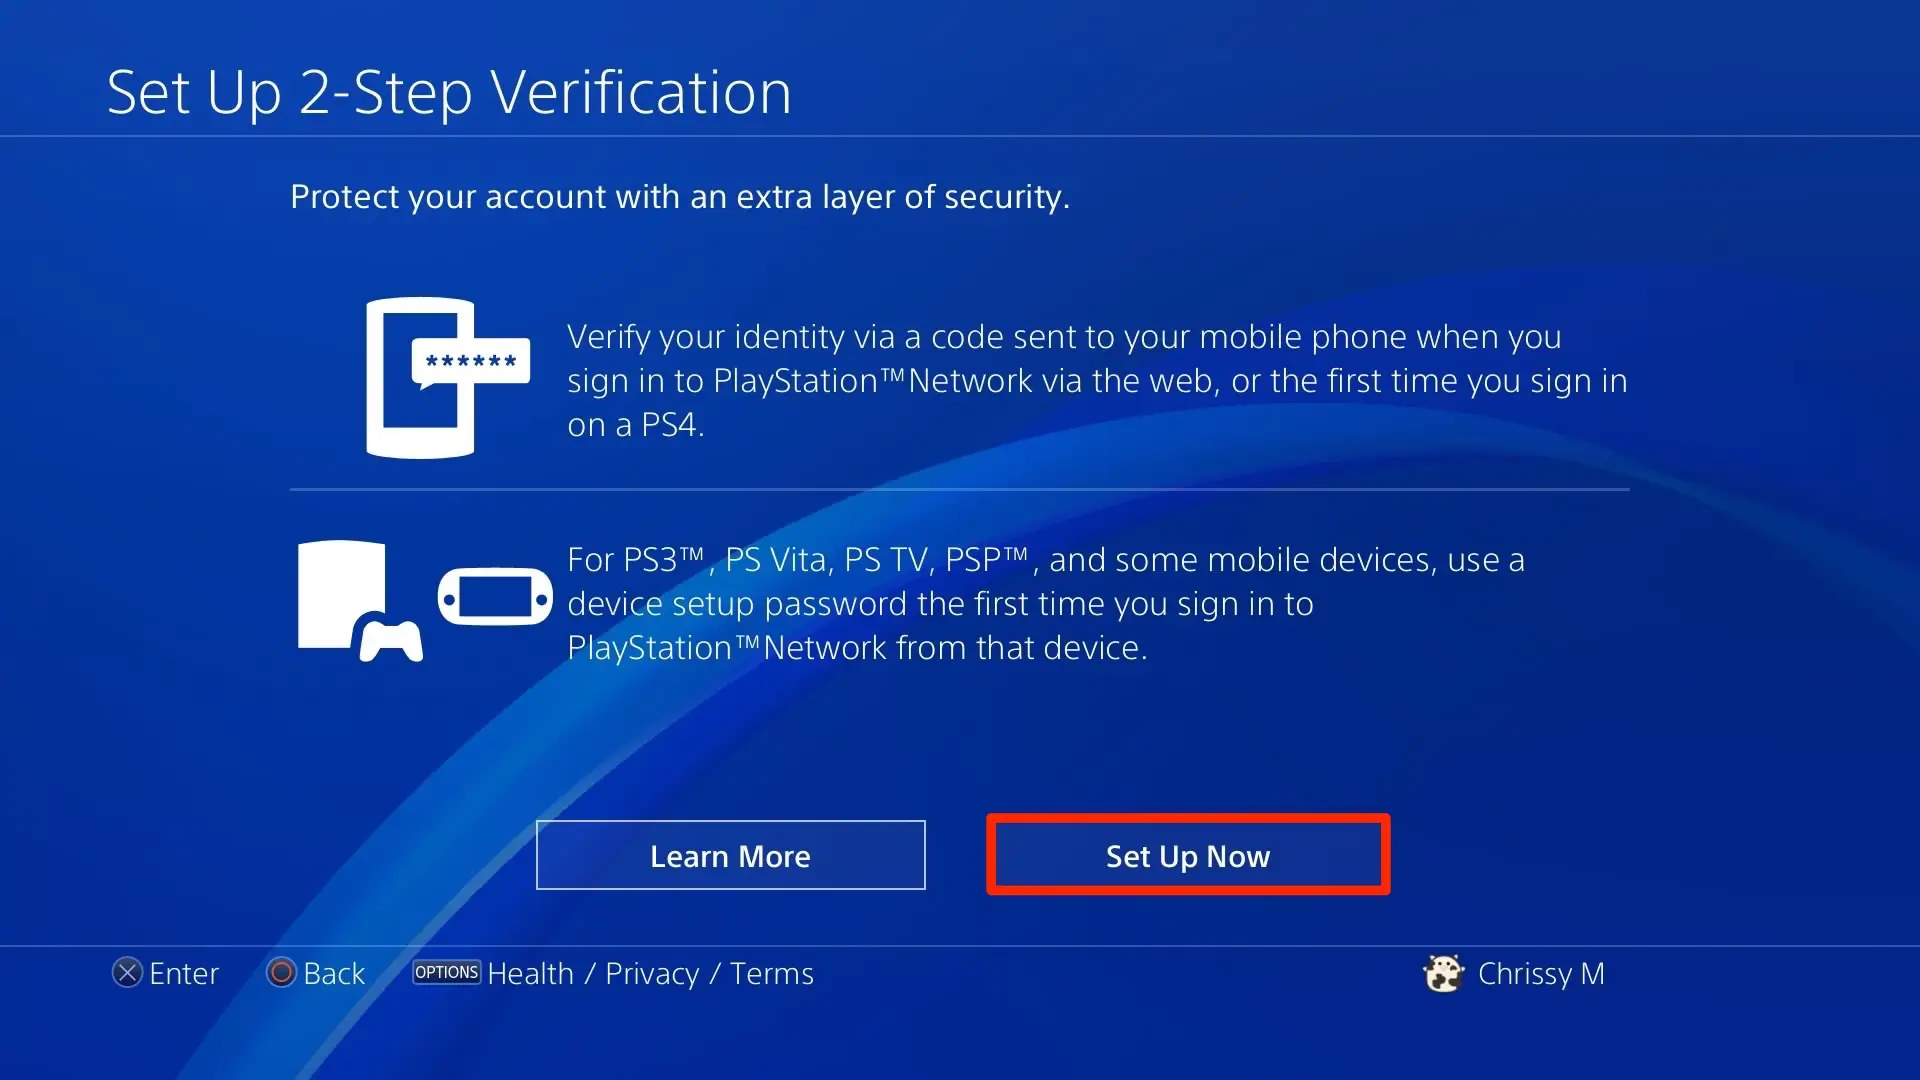 Set Up 2-Step Verification
Protect your account with an extra layer of security.
******
Verify your identity via a code sent to your mobile phone when you
sign in to PlayStation™Network via the web, or the first time you sign in
on a PS4.
For PS3™, PS Vita, PS TV, PSP™, and some mobile devices, use a
device setup password the first time you sign in to
PlayStation™Network from that device.
Learn More
Set Up Now
Enter
Back
OPTIONS Health / Privacy / Terms
Chrissy M